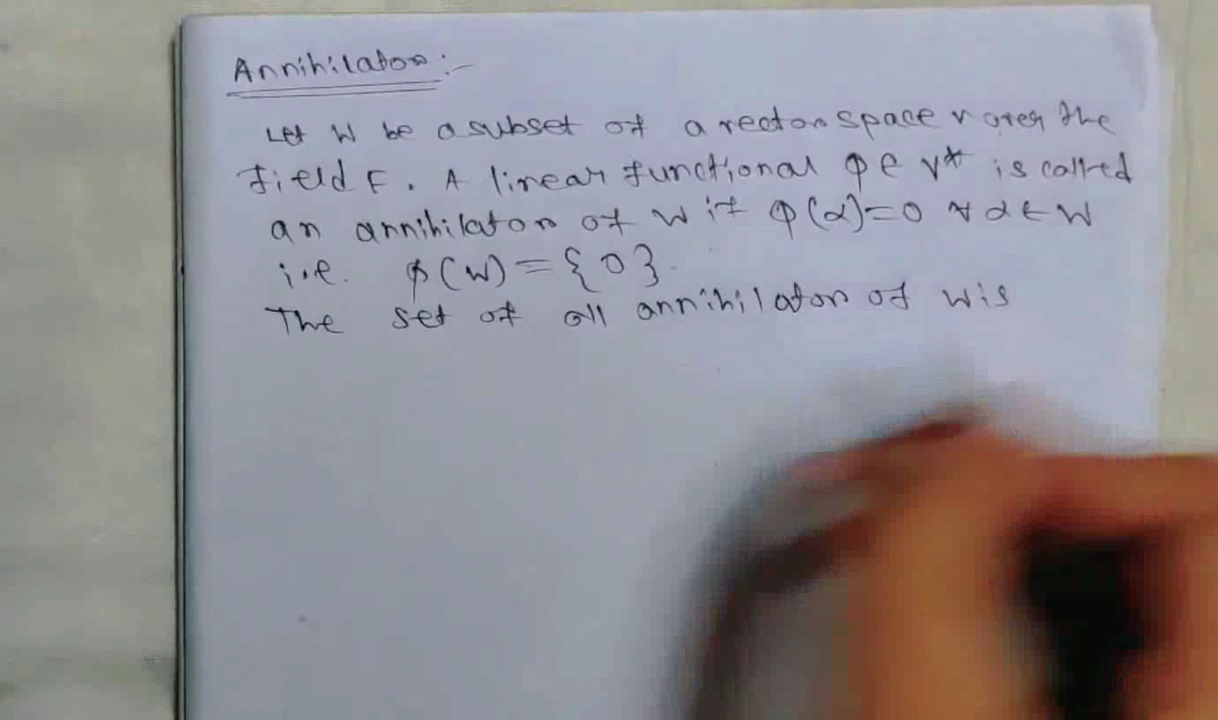 Annihilator :-
Let W be a subset of a vector space V over the
field F. A linear functional φ ∈ V* is called
an annihilator of W if φ(α)=0 ∀ α ∈ W
i.e. φ(W) = {0}.
The set of all annihilator of W is